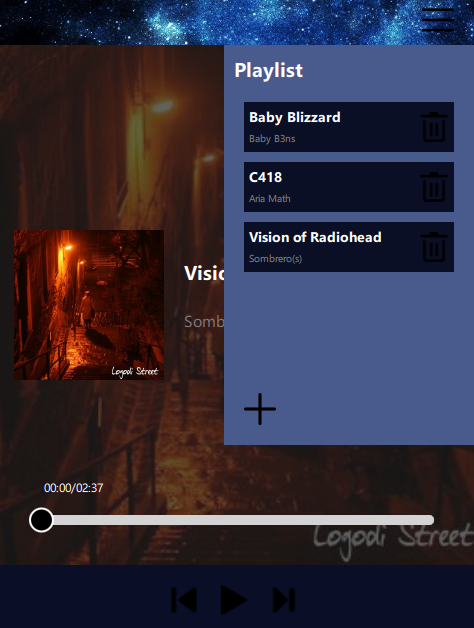 Playlist
Baby Blizzard
Baby B3ns
C418
Aria Math
Vision of Radiohead
Sombrero(s)
Visio
Somb
Logodi Street
00:00/02:37
Logodi Street